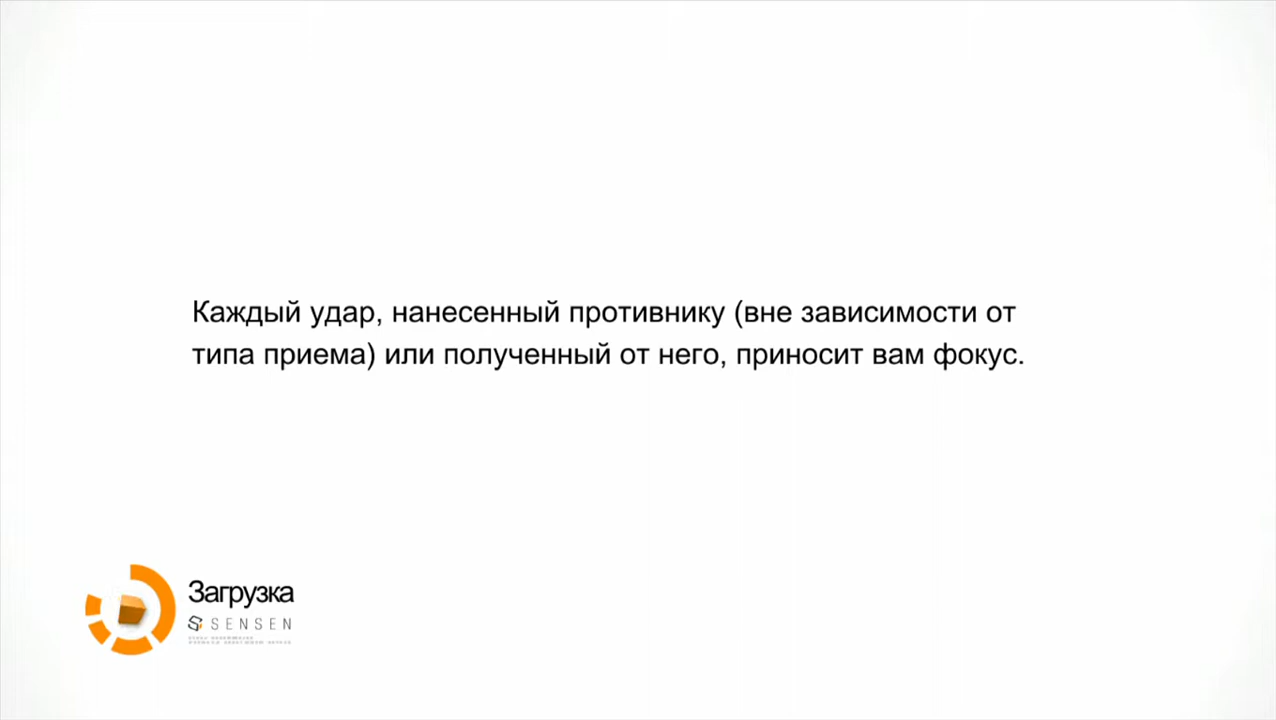 Каждый удар, нанесенный противнику (вне зависимости от
типа приема) или полученный от него, приносит вам фокус.
Загрузка
SENSEN